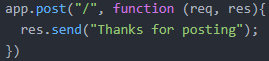 app.post("/", function (req, res){
  res.send("Thanks for posting");
})